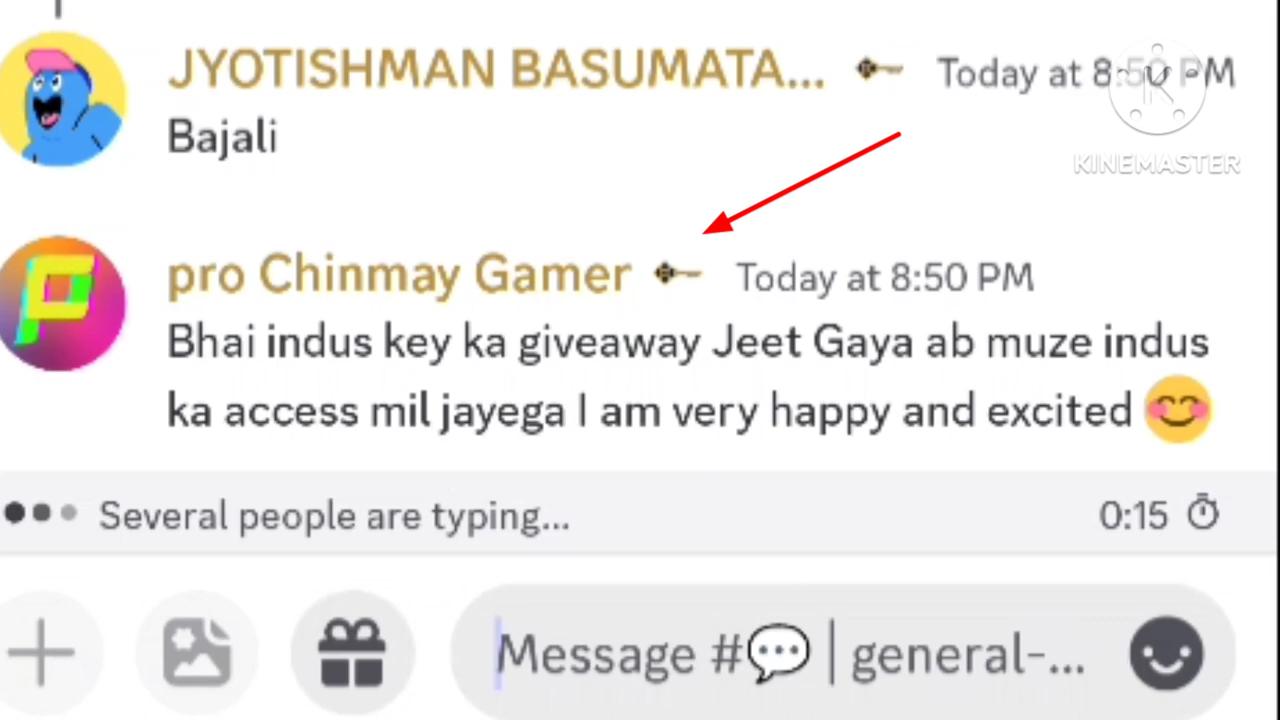 JYOTISHMAN BASUMATA... Today at 8:50 PM
Bajali
KINEMASTER
pro Chinmay Gamer Today at 8:50 PM
Bhai indus key ka giveaway Jeet Gaya ab muze indus
ka access mil jayega I am very happy and excited 😊
Several people are typing... 0:15
Message #💬 | general-...